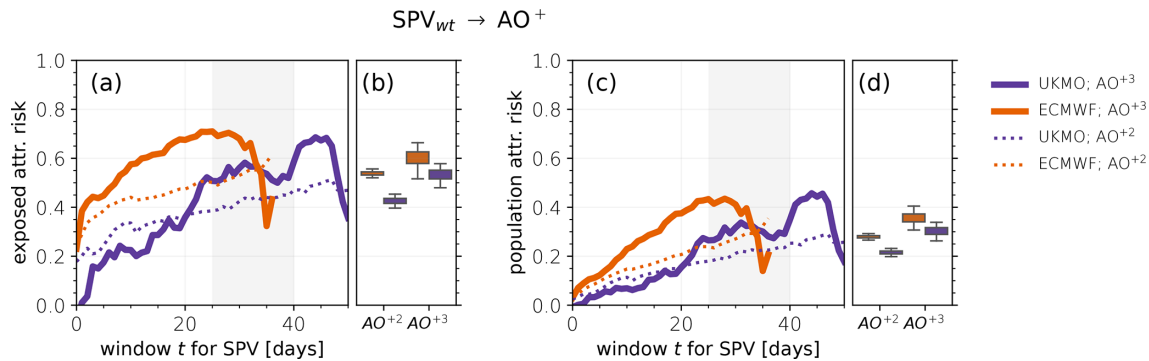 SPV_wt → AO⁺
1.0
0.8
0.6
0.4
0.2
0.0
exposed attr. risk
(a)
0
20
40
window t for SPV [days]
(b)
AO⁺² AO⁺³
1.0
0.8
0.6
0.4
0.2
0.0
population attr. risk
(c)
0
20
40
window t for SPV [days]
(d)
AO⁺² AO⁺³
UKMO; AO⁺³
ECMWF; AO⁺³
UKMO; AO⁺²
ECMWF; AO⁺²